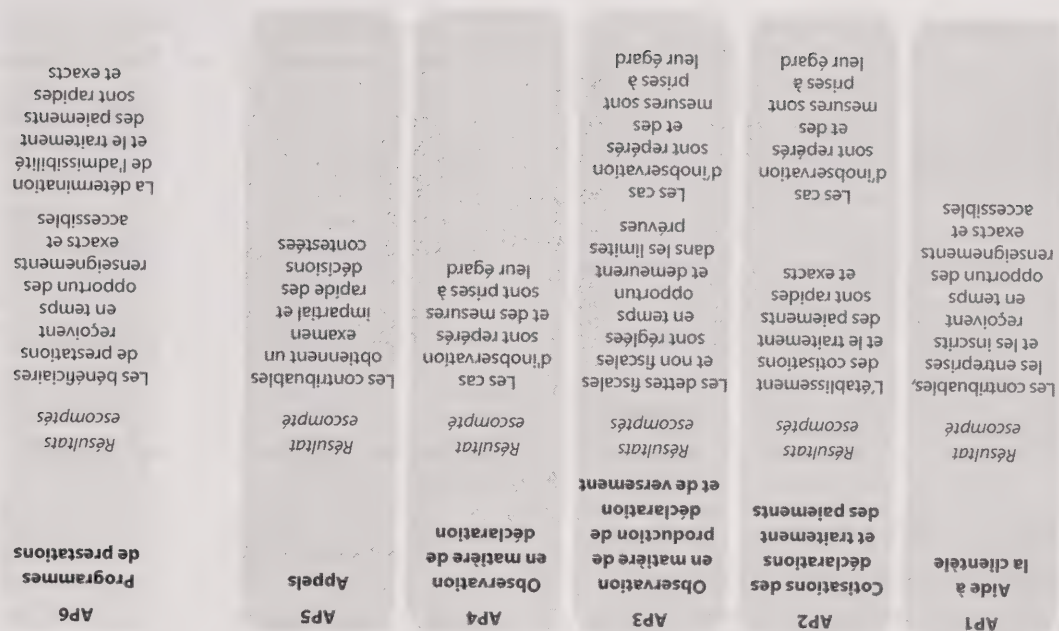 AP1
Aide à
la clientèle
Résultat
escompté
Les contribuables,
les entreprises
et les inscrits
reçoivent
en temps
opportun des
renseignements
exacts et
accessibles
AP2
Cotisations des
déclarations
et traitement
des paiements
Résultats
escomptés
L'établissement
des cotisations
et le traitement
des paiements
sont rapides
et exacts
Les cas
d'inobservation
sont repérés
et des
mesures sont
prises à
leur égard
AP3
Observation
en matière de
production de
déclaration
et de versement
Résultats
escomptés
Les dettes fiscales
et non fiscales
sont réglées
en temps
opportun
et demeurent
dans les limites
prévues
Les cas
d'inobservation
sont repérés
et des
mesures sont
prises à
leur égard
AP4
Observation
en matière de
déclaration
Résultat
escompté
Les cas
d'inobservation
sont repérés
et des mesures
sont prises à
leur égard
AP5
Appels
Résultat
escompté
Les contribuables
obtiennent un
examen
impartial et
rapide des
décisions
contestées
AP6
Programmes
de prestations
Résultats
escomptés
Les bénéficiaires
de prestations
reçoivent
en temps
opportun des
renseignements
exacts et
accessibles
La détermination
de l'admissibilité
et le traitement
des paiements
sont rapides
et exacts